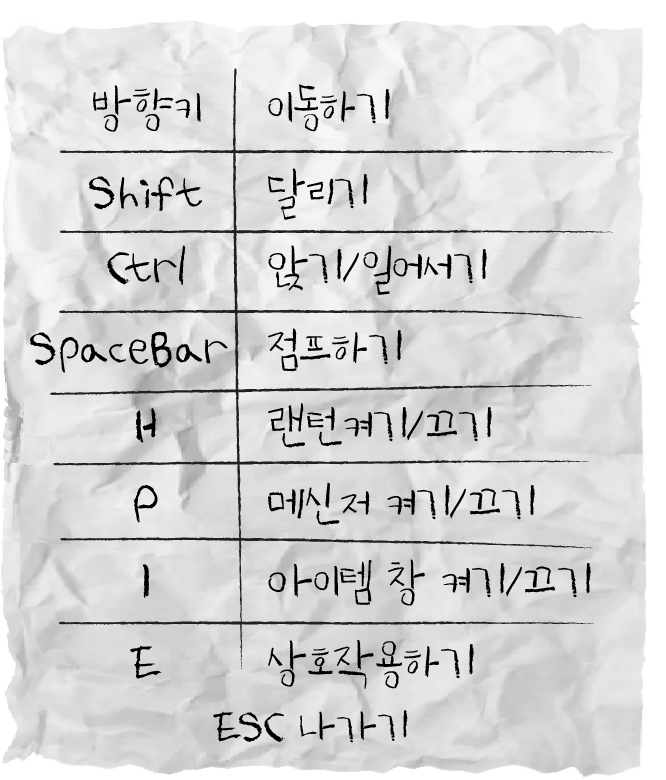 방향키 이동하기
Shift 달리기
Ctrl 앉기/일어서기
SpaceBar 점프하기
H 랜턴 켜기/끄기
P 메신저 켜기/끄기
I 아이템 창 켜기/끄기
E 상호작용하기
ESC 나가기